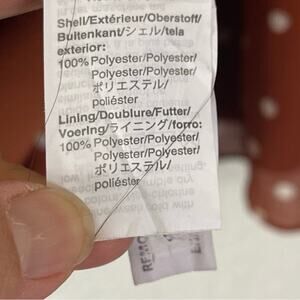 Shell/Extérieur/Oberstoff/
Buitenkant/シェル/tela
exterior:
100% Polyester/Polyester/
Polyester/Polyester/
ポリエステル/
poliéster
Lining/Doublure/Futter/
Voering/ライニング/forro:
100% Polyester/Polyester/
Polyester/Polyester/
ポリエステル/
poliéster
REMO